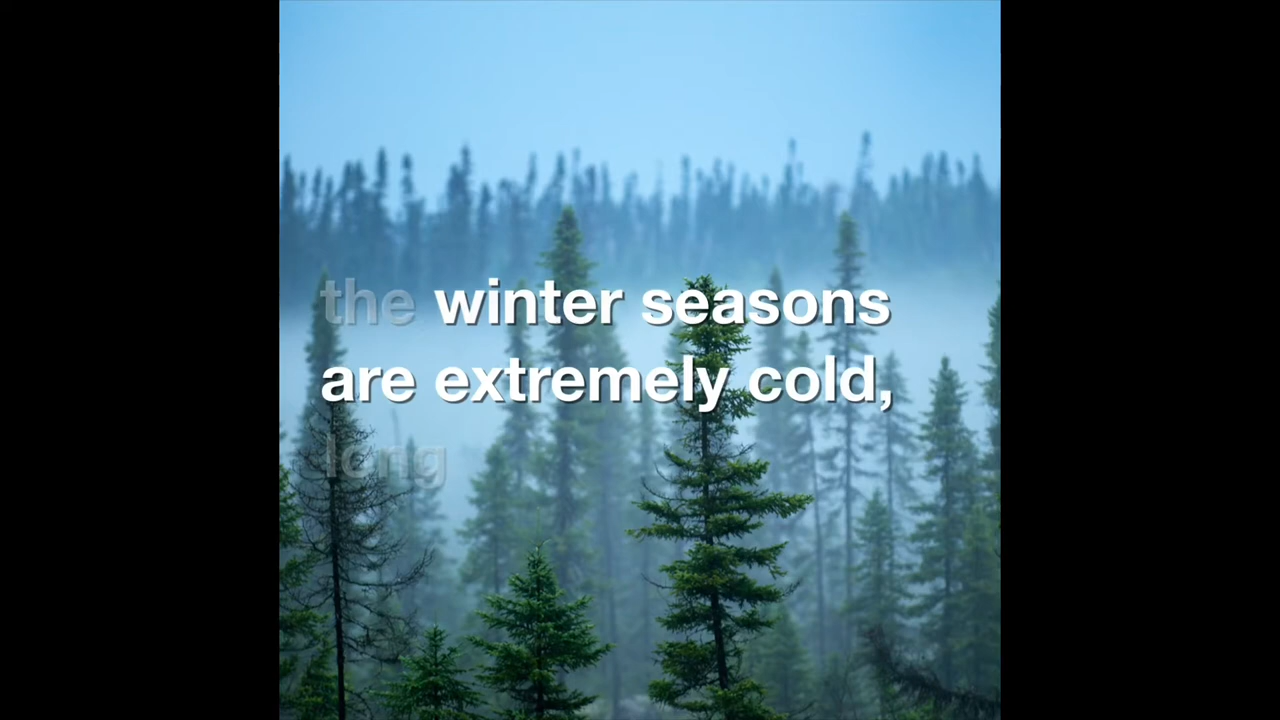 the winter seasons
are extremely cold,
long